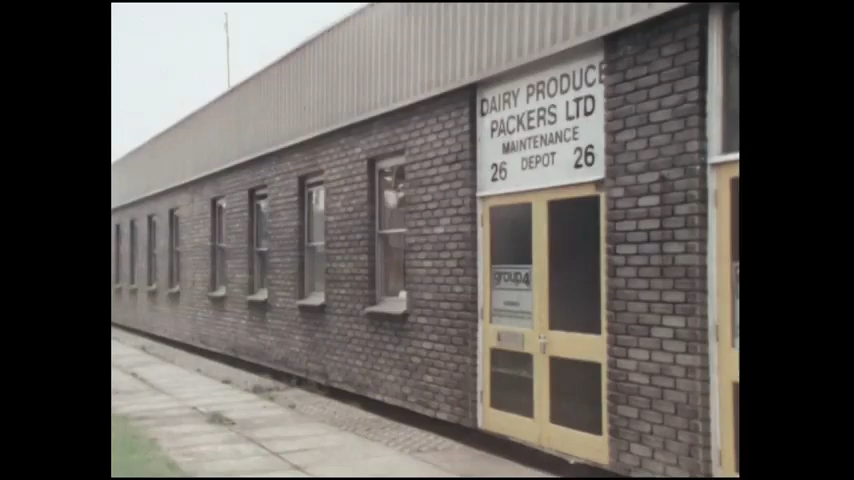 DAIRY PRODUCE
PACKERS LTD
MAINTENANCE
26 DEPOT 26
group4